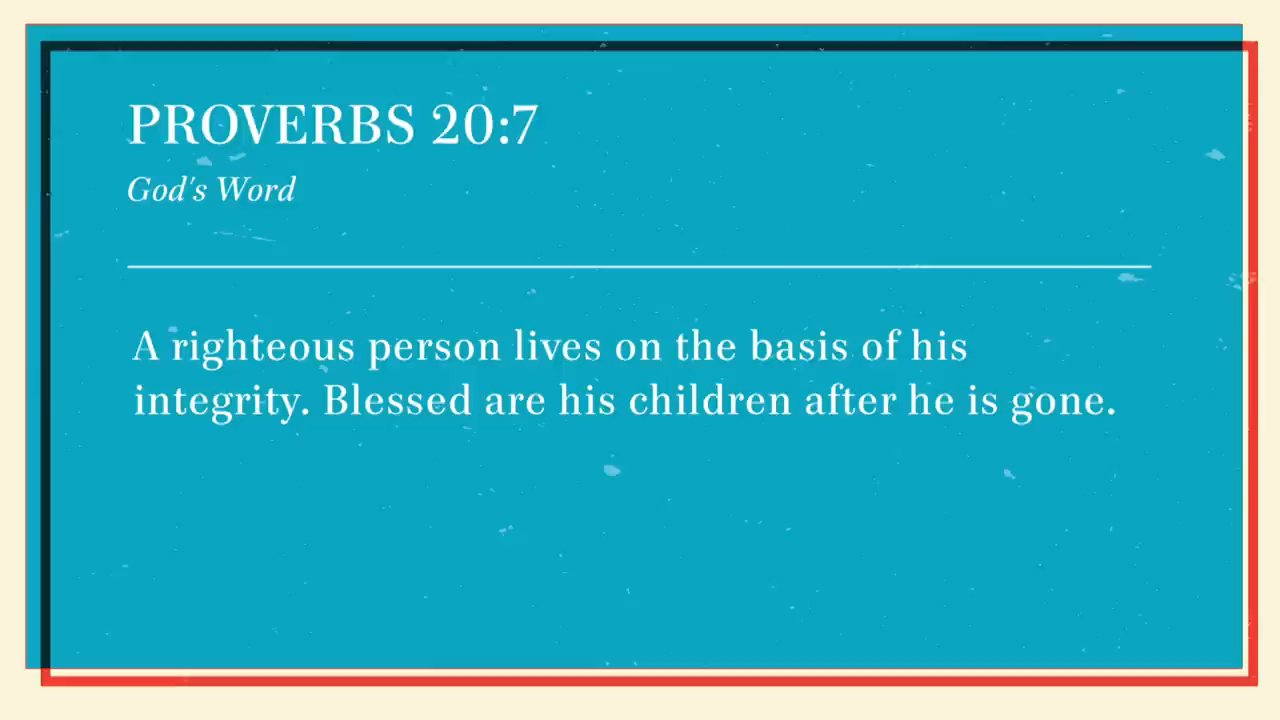 PROVERBS 20:7
God's Word
A righteous person lives on the basis of his
integrity. Blessed are his children after he is gone.